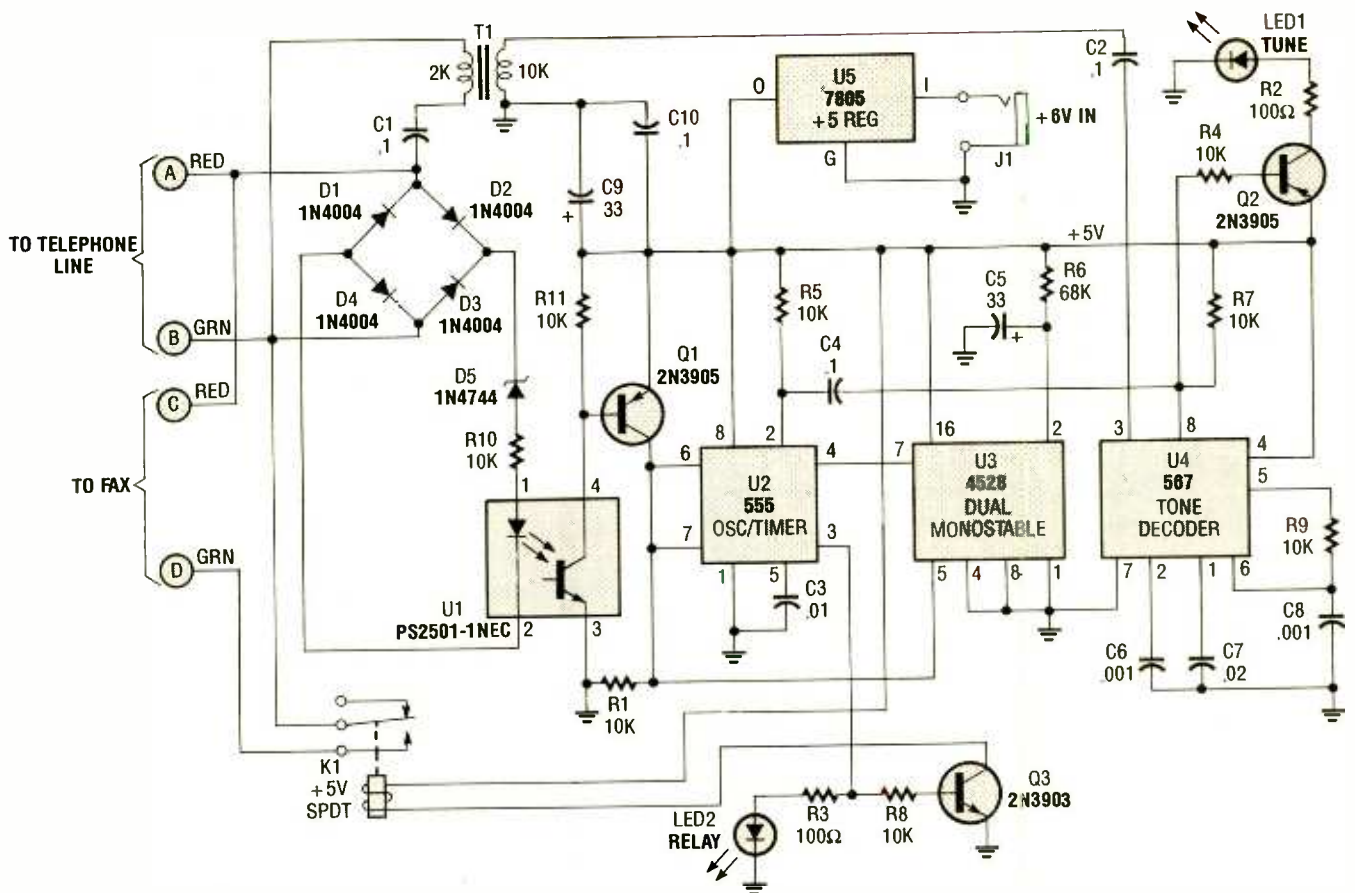 T1
2K
10K
C1
.1
C2
.1
LED1
TUNE
R2
100Ω
U5
7805
+5 REG
O
I
G
+6V IN
J1
C10
.1
C9
33
+
R4
10K
Q2
2N3905
A
RED
B
GRN
C
RED
D
GRN
TO TELEPHONE
LINE
TO FAX
D1
1N4004
D2
1N4004
D4
1N4004
D3
1N4004
+5V
R11
10K
R5
10K
C5
33
+
R6
68K
R7
10K
C4
.1
Q1
2N3905
D5
1N4744
R10
10K
1
4
U1
PS2501-1NEC
2
3
8
2
6
4
7
3
1
5
U2
555
OSC/TIMER
C3
.01
16
2
7
U3
4528
DUAL
MONOSTABLE
5
4
8
1
3
8
4
5
U4
567
TONE
DECODER
7
2
1
6
R9
10K
C8
.001
C6
.001
C7
.02
R1
10K
K1
+5V
SPDT
LED2
RELAY
R3
100Ω
R8
10K
Q3
2N3903